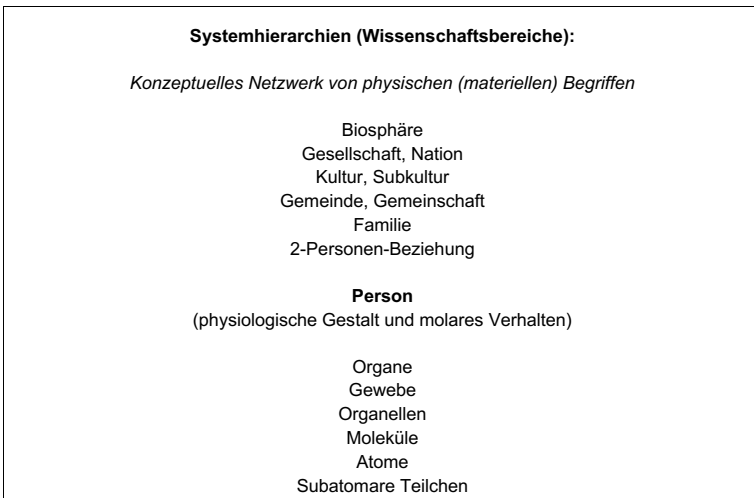 Systemhierarchien (Wissenschaftsbereiche):
Konzeptuelles Netzwerk von physischen (materiellen) Begriffen
Biosphäre
Gesellschaft, Nation
Kultur, Subkultur
Gemeinde, Gemeinschaft
Familie
2-Personen-Beziehung
Person
(physiologische Gestalt und molares Verhalten)
Organe
Gewebe
Organellen
Moleküle
Atome
Subatomare Teilchen